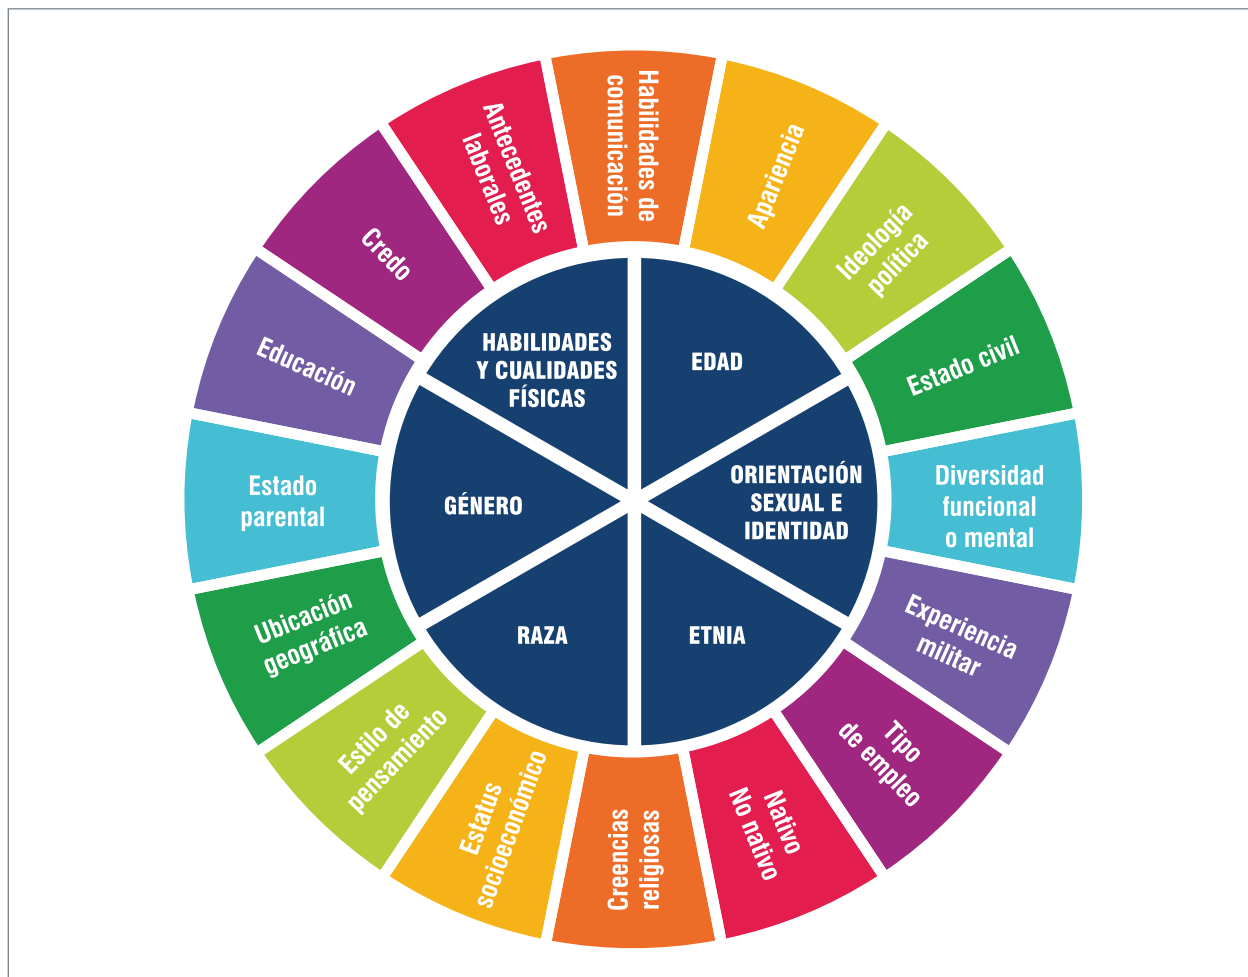 Habilidades de
comunicación
Apariencia
Ideología
política
Estado civil
Diversidad
funcional
o mental
Experiencia
militar
Tipo
de empleo
Nativo
No nativo
Creencias
religiosas
Estatus
socioeconómico
Estilo de
pensamiento
Ubicación
geográfica
Estado
parental
Educación
Credo
Antecedentes
laborales
HABILIDADES
Y CUALIDADES
FÍSICAS
EDAD
ORIENTACIÓN
SEXUAL E
IDENTIDAD
ETNIA
RAZA
GÉNERO